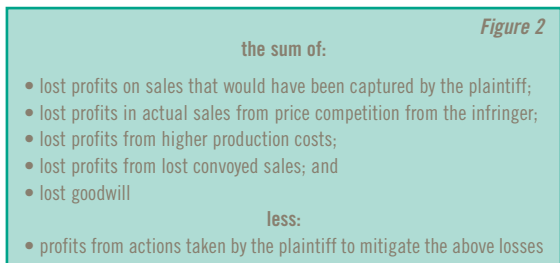 Figure 2
the sum of:
• lost profits on sales that would have been captured by the plaintiff;
• lost profits in actual sales from price competition from the infringer;
• lost profits from higher production costs;
• lost profits from lost convoyed sales; and
• lost goodwill
less:
• profits from actions taken by the plaintiff to mitigate the above losses